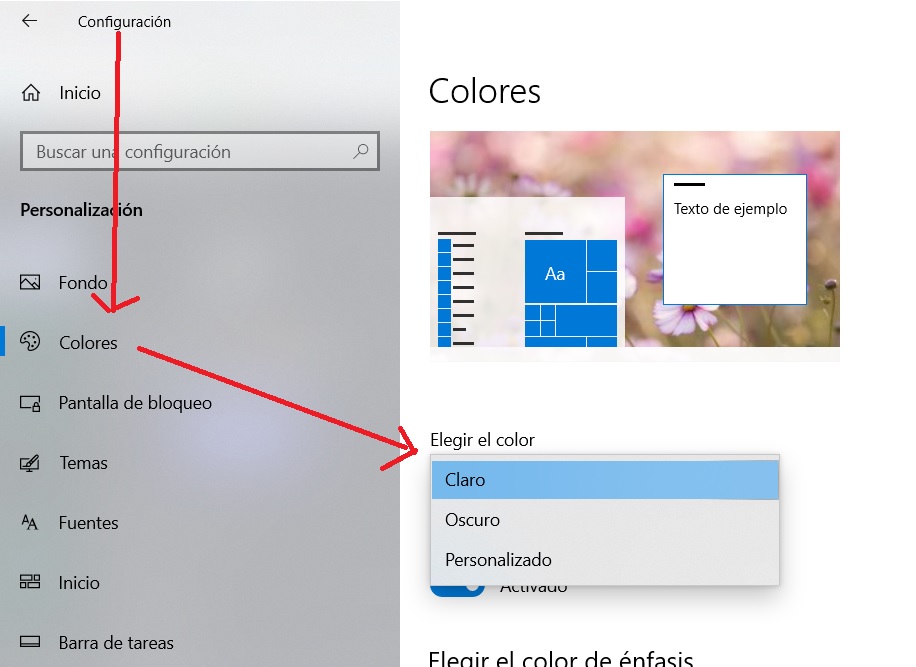 Configuración
Inicio
Buscar una configuración
Personalización
Fondo
Colores
Pantalla de bloqueo
Temas
Fuentes
Inicio
Barra de tareas
Colores
Texto de ejemplo
Aa
Elegir el color
Claro
Oscuro
Personalizado
Activado
Elegir el color de énfasis